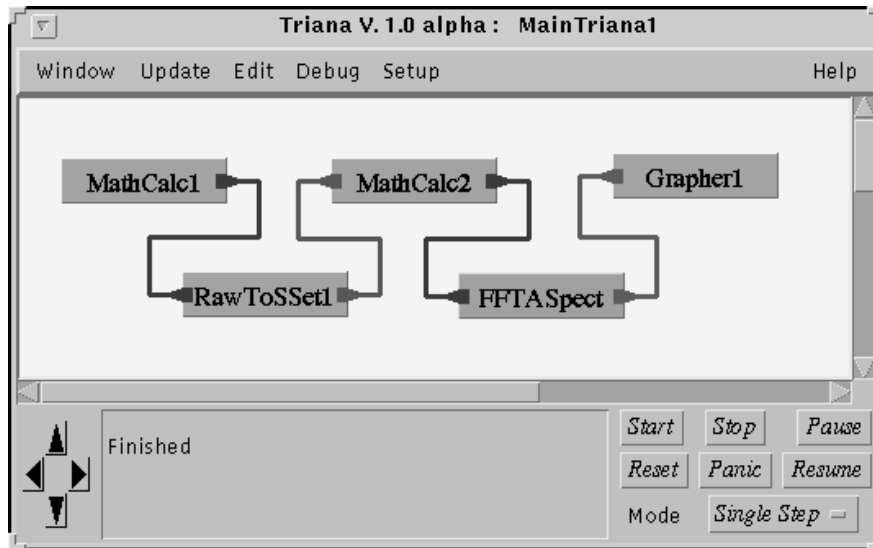 Triana V. 1.0 alpha : MainTriana1
Window Update Edit Debug Setup Help
MathCalc1 MathCalc2 Grapher1
RawToSSet1 FFTASpect
Finished
Start Stop Pause
Reset Panic Resume
Mode Single Step